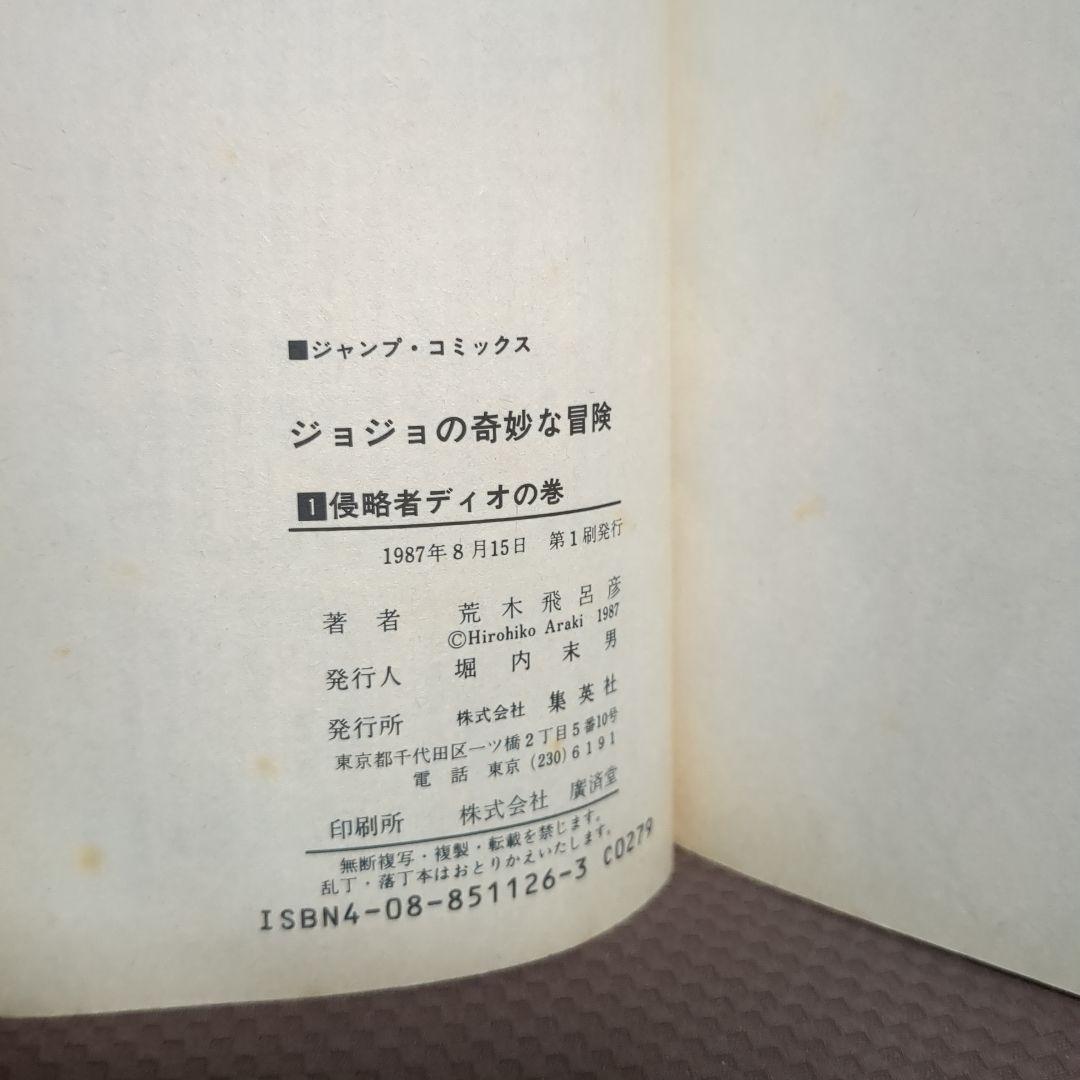 ■ジャンプ・コミックス
ジョジョの奇妙な冒険
1侵略者ディオの巻
1987年8月15日 第1刷発行
著者 荒木飛呂彦
©Hirohiko Araki 1987
発行人 堀内末男
発行所 株式会社 集英社
東京都千代田区一ツ橋2丁目5番10号
電話 東京 (230)6191
印刷所 株式会社 廣済堂
無断複写・複製・転載を禁じます。
乱丁・落丁本はおとりかえいたします。
ISBN4-08-851126-3 C0279